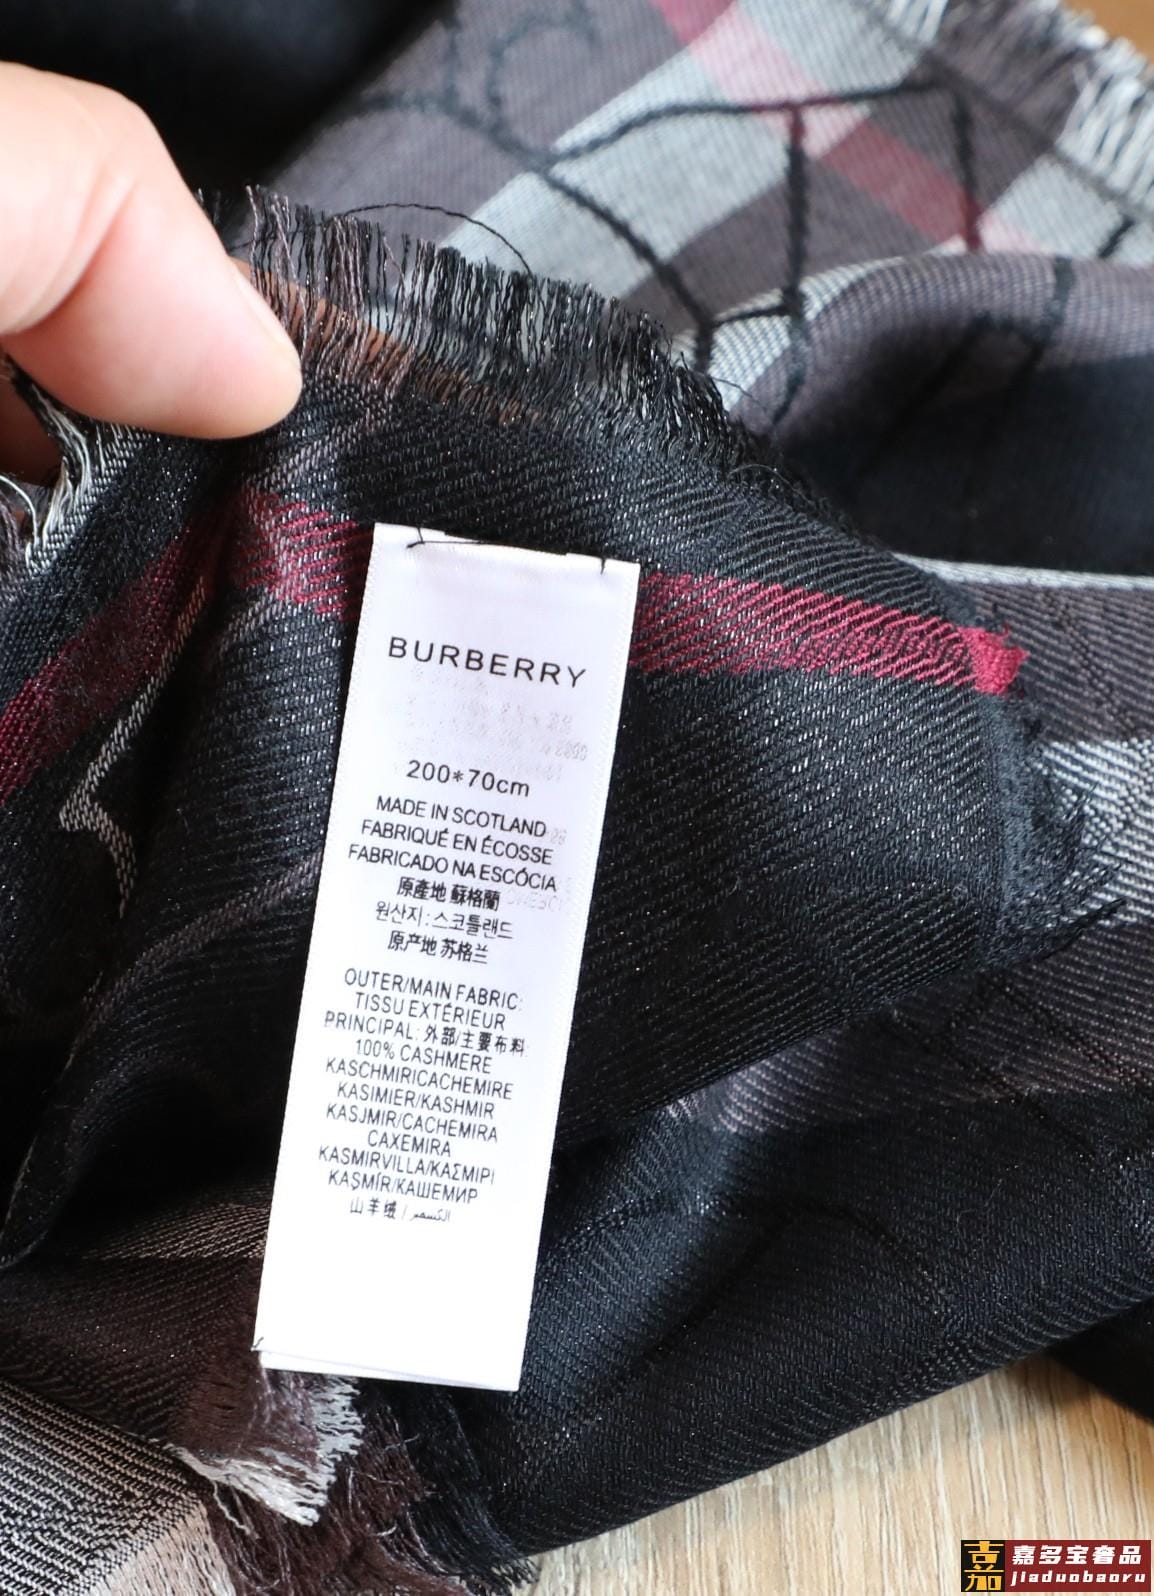 BURBERRY
200*70cm
MADE IN SCOTLAND
FABRIQUÉ EN ÉCOSSE
FABRICADO NA ESCÓCIA
原產地 蘇格蘭
원산지: 스코틀랜드
原产地 苏格兰
OUTER/MAIN FABRIC:
TISSU EXTÉRIEUR
PRINCIPAL: 外部/主要布料:
100% CASHMERE
KASCHMIR/CACHEMIRE
KASIMIER/KASHMIR
KASJMIR/CACHEMIRA
CAXEMIRA
KASMIRVILLA/ΚΑΣΜΙΡΙ
KAŞMİR/КАШЕМИР
山羊绒 / الكشمير
嘉多宝奢品
jiaduobaoru